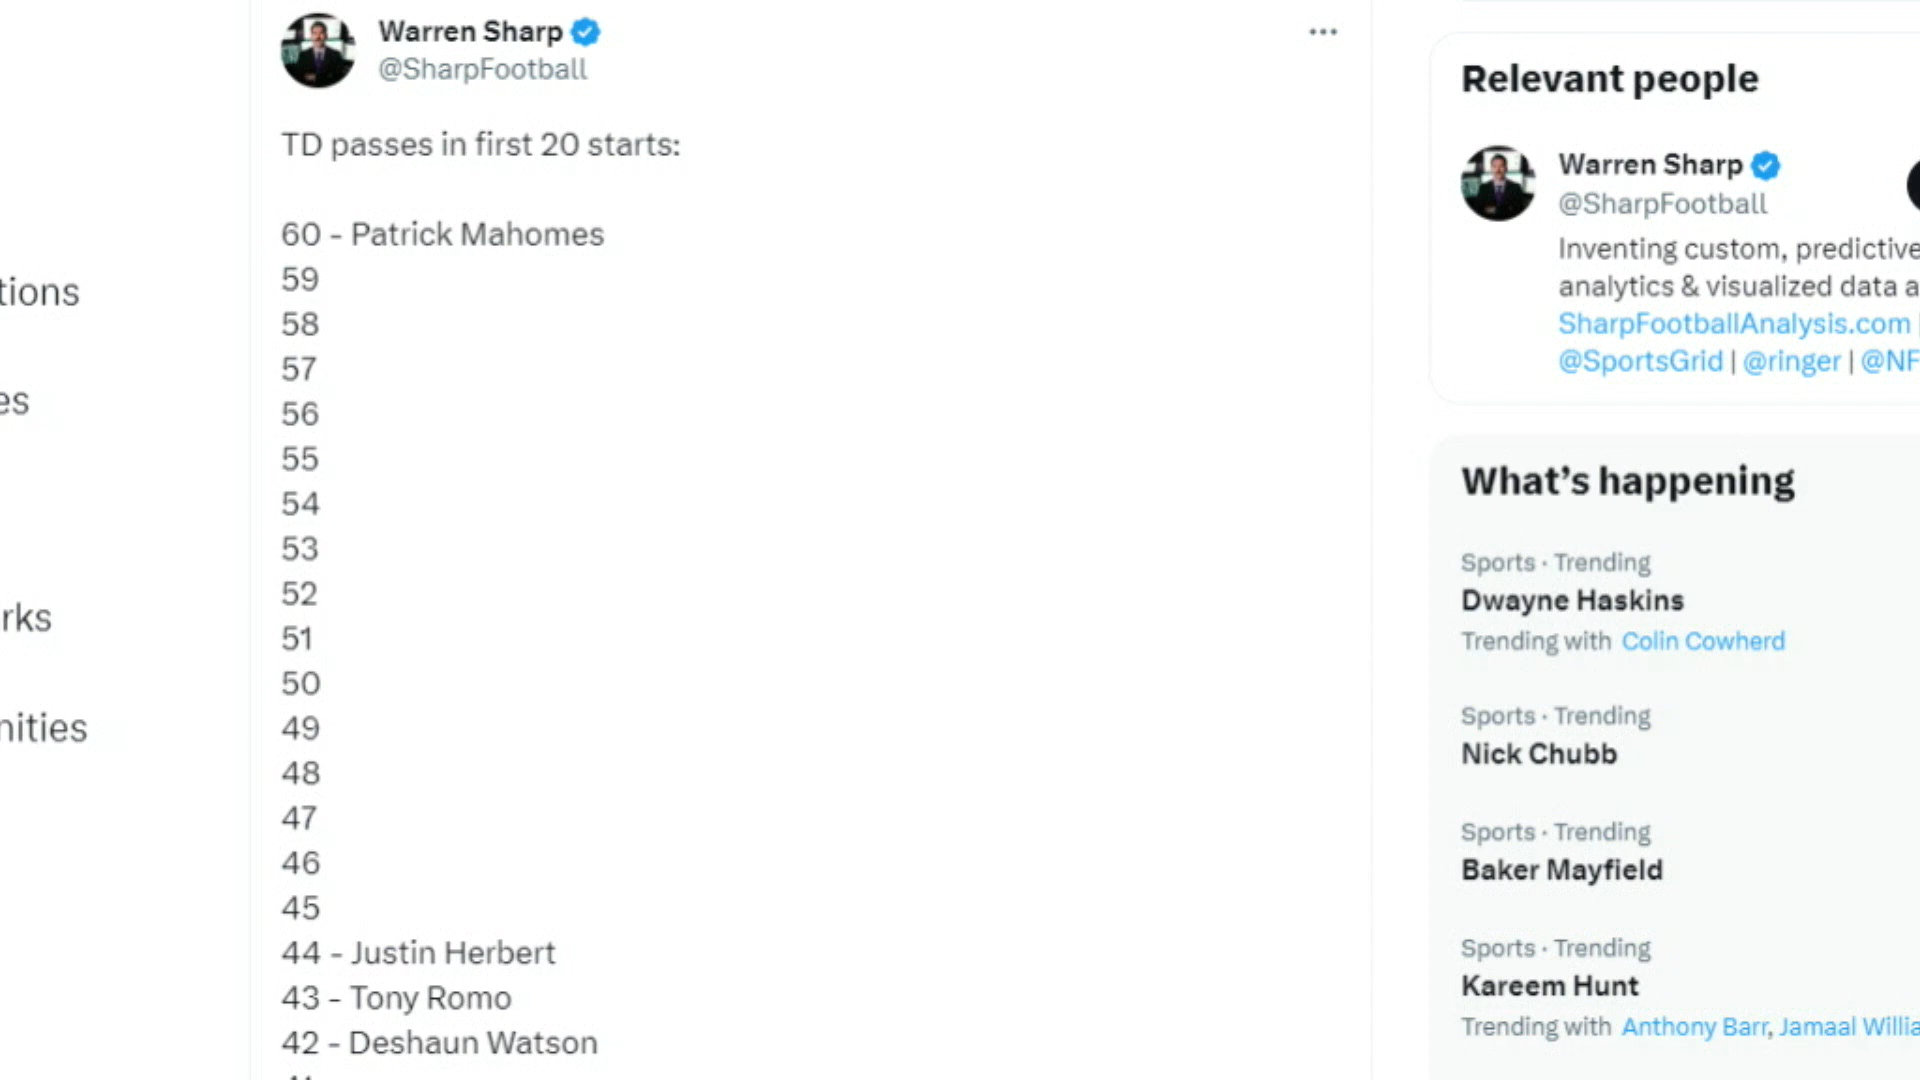 Warren Sharp
@SharpFootball
TD passes in first 20 starts:
60 - Patrick Mahomes
59
58
57
56
55
54
53
52
51
50
49
48
47
46
45
44 - Justin Herbert
43 - Tony Romo
42 - Deshaun Watson
tions
es
rks
nities
Relevant people
Warren Sharp
@SharpFootball
Inventing custom, predictive
analytics & visualized data a
SharpFootballAnalysis.com |
@SportsGrid | @ringer | @NF
What's happening
Sports · Trending
Dwayne Haskins
Trending with Colin Cowherd
Sports · Trending
Nick Chubb
Sports · Trending
Baker Mayfield
Sports · Trending
Kareem Hunt
Trending with Anthony Barr, Jamaal Willia